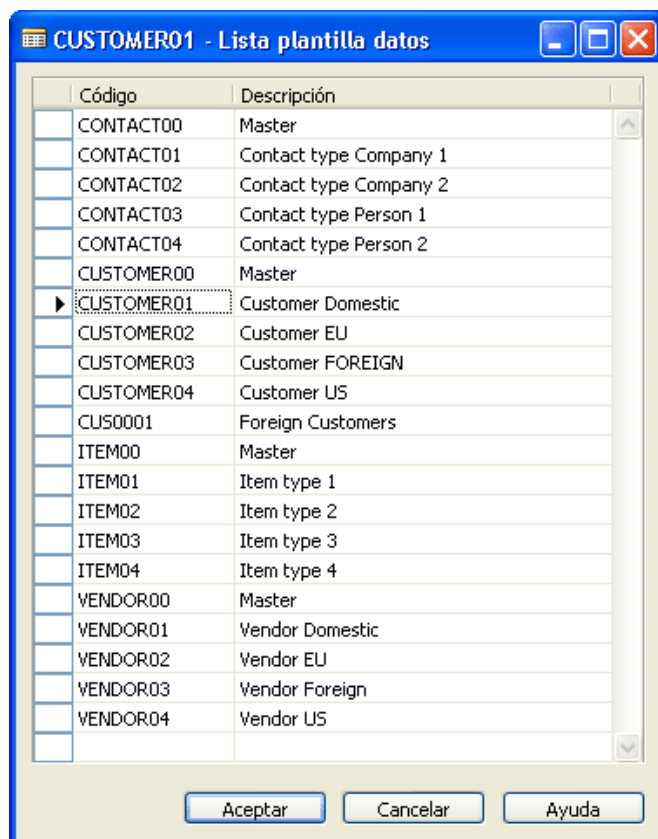 CUSTOMER01 - Lista plantilla datos
Código Descripción
CONTACT00 Master
CONTACT01 Contact type Company 1
CONTACT02 Contact type Company 2
CONTACT03 Contact type Person 1
CONTACT04 Contact type Person 2
CUSTOMER00 Master
CUSTOMER01 Customer Domestic
CUSTOMER02 Customer EU
CUSTOMER03 Customer FOREIGN
CUSTOMER04 Customer US
CUS0001 Foreign Customers
ITEM00 Master
ITEM01 Item type 1
ITEM02 Item type 2
ITEM03 Item type 3
ITEM04 Item type 4
VENDOR00 Master
VENDOR01 Vendor Domestic
VENDOR02 Vendor EU
VENDOR03 Vendor Foreign
VENDOR04 Vendor US
Aceptar Cancelar Ayuda